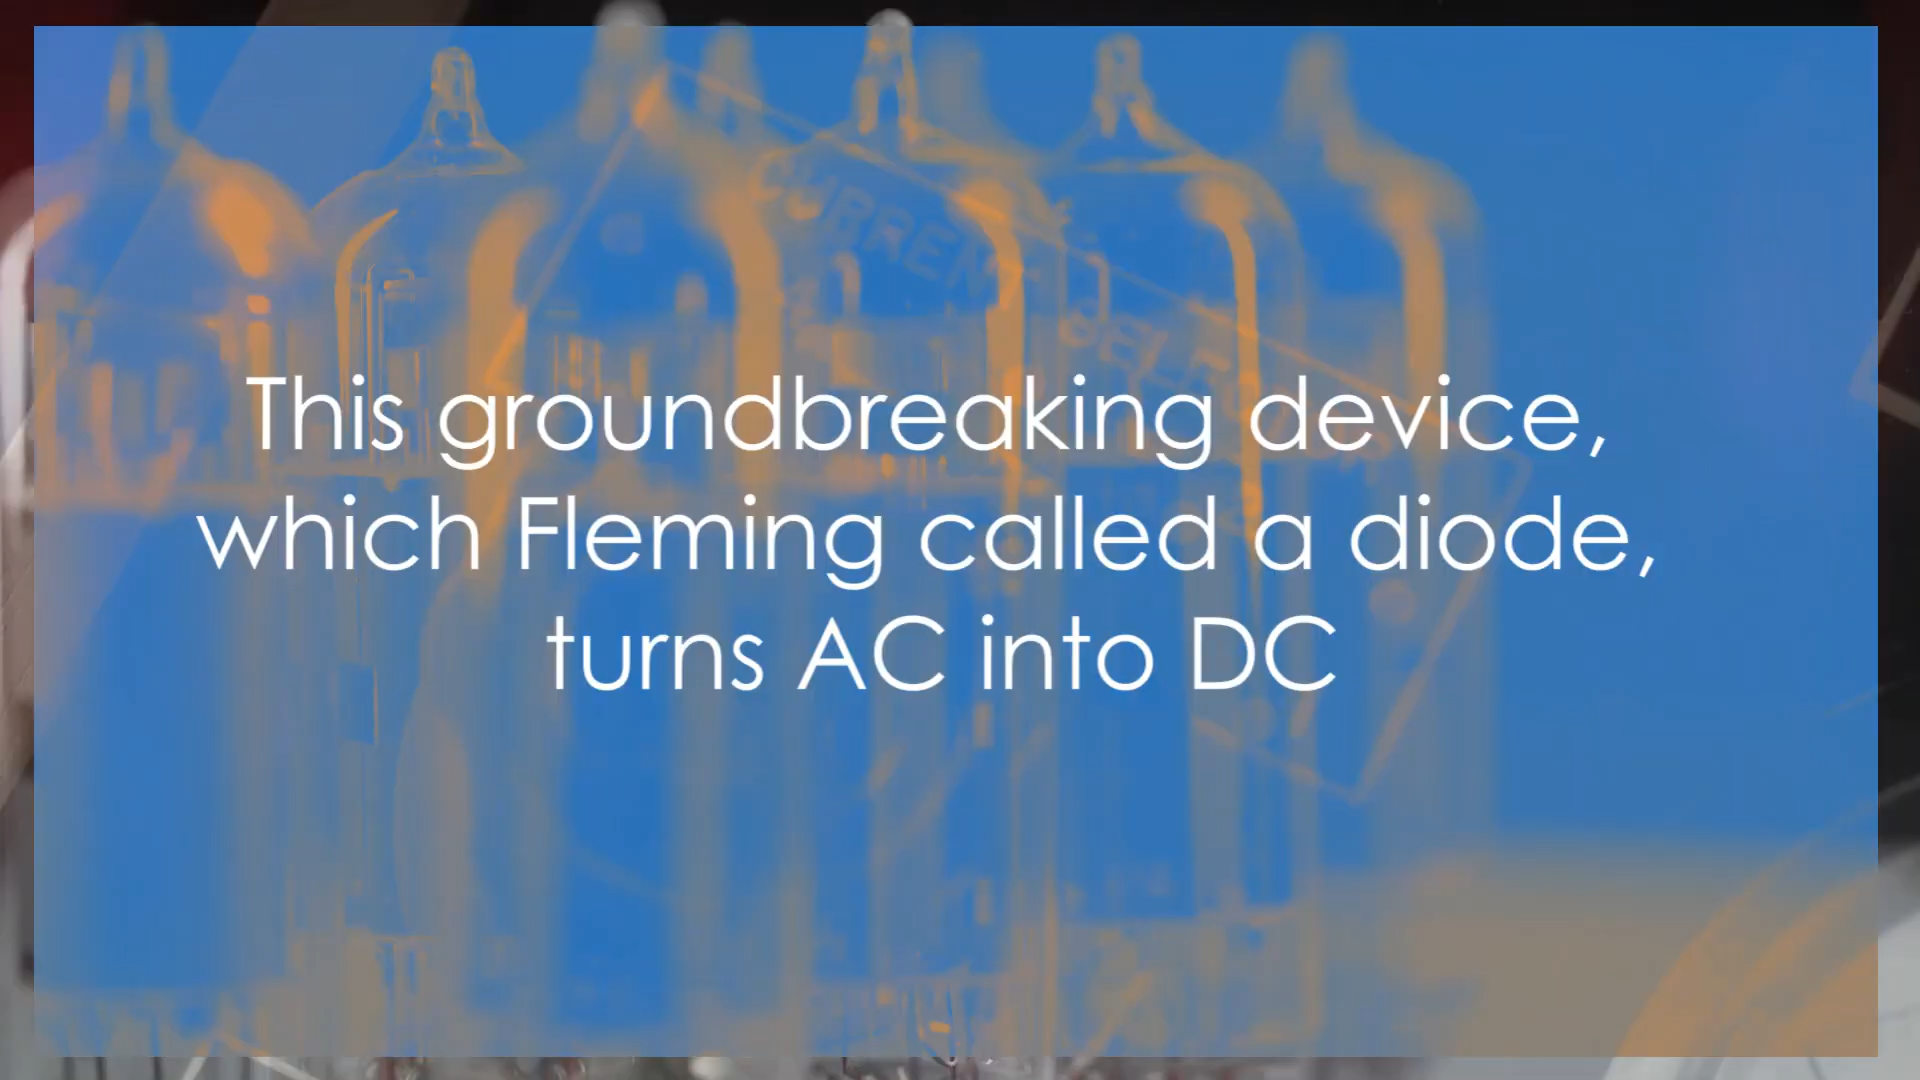 This groundbreaking device,
which Fleming called a diode,
turns AC into DC